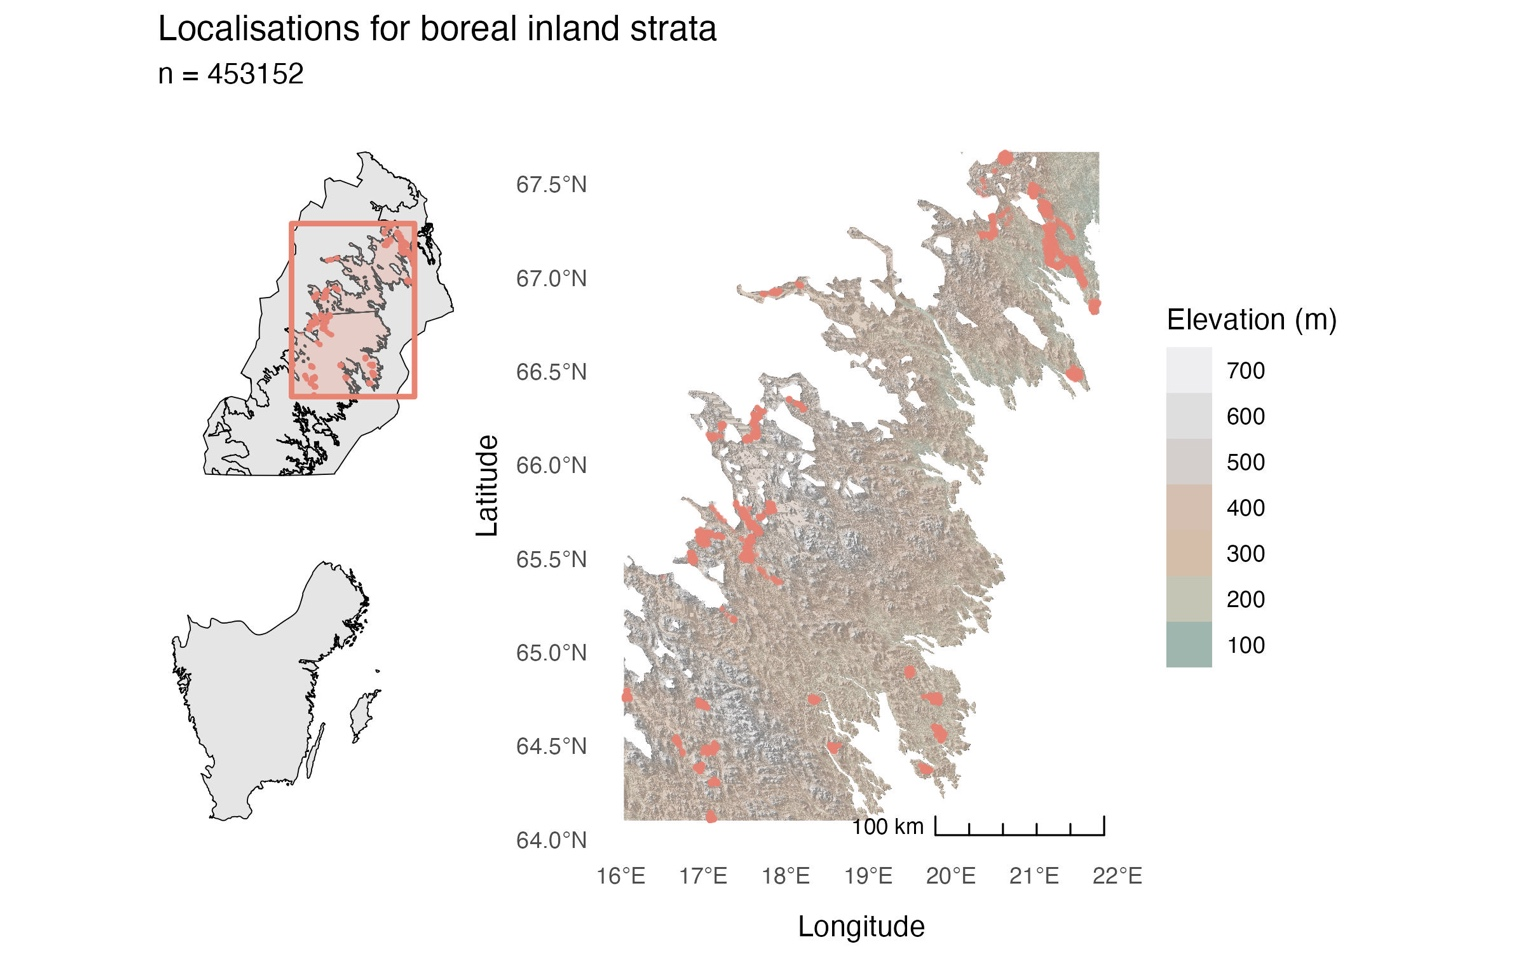 Localisations for boreal inland strata
n = 453152
67.5°N
67.0°N
66.5°N
66.0°N
65.5°N
65.0°N
64.5°N
64.0°N
Latitude
16°E
17°E
18°E
19°E
20°E
21°E
22°E
Longitude
100 km
Elevation (m)
700
600
500
400
300
200
100